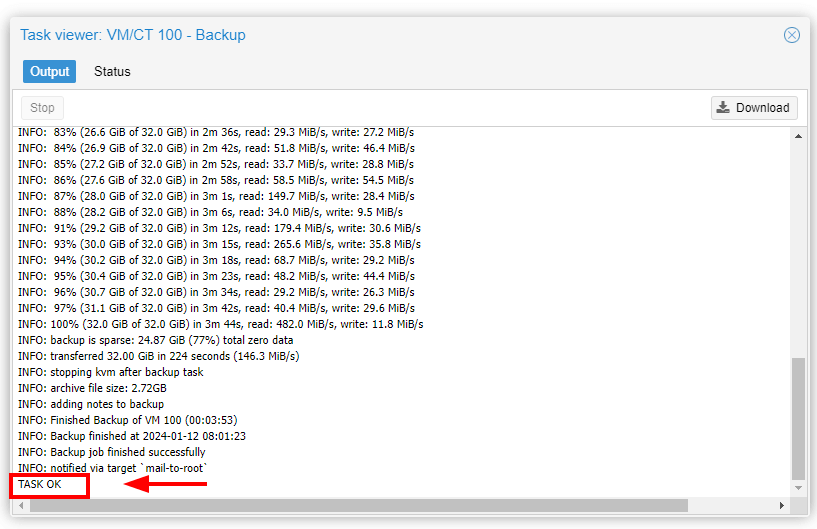 Task viewer: VM/CT 100 - Backup
Output Status
Stop Download
INFO: 83% (26.6 GiB of 32.0 GiB) in 2m 36s, read: 29.3 MiB/s, write: 27.2 MiB/s
INFO: 84% (26.9 GiB of 32.0 GiB) in 2m 42s, read: 51.8 MiB/s, write: 46.4 MiB/s
INFO: 85% (27.2 GiB of 32.0 GiB) in 2m 52s, read: 33.7 MiB/s, write: 28.8 MiB/s
INFO: 86% (27.6 GiB of 32.0 GiB) in 2m 58s, read: 58.5 MiB/s, write: 54.5 MiB/s
INFO: 87% (28.0 GiB of 32.0 GiB) in 3m 1s, read: 149.7 MiB/s, write: 28.4 MiB/s
INFO: 88% (28.2 GiB of 32.0 GiB) in 3m 6s, read: 34.0 MiB/s, write: 9.5 MiB/s
INFO: 91% (29.2 GiB of 32.0 GiB) in 3m 12s, read: 179.4 MiB/s, write: 30.6 MiB/s
INFO: 93% (30.0 GiB of 32.0 GiB) in 3m 15s, read: 265.6 MiB/s, write: 35.8 MiB/s
INFO: 94% (30.2 GiB of 32.0 GiB) in 3m 18s, read: 68.7 MiB/s, write: 29.2 MiB/s
INFO: 95% (30.4 GiB of 32.0 GiB) in 3m 23s, read: 48.2 MiB/s, write: 44.4 MiB/s
INFO: 96% (30.7 GiB of 32.0 GiB) in 3m 34s, read: 29.2 MiB/s, write: 26.3 MiB/s
INFO: 97% (31.1 GiB of 32.0 GiB) in 3m 42s, read: 40.4 MiB/s, write: 29.6 MiB/s
INFO: 100% (32.0 GiB of 32.0 GiB) in 3m 44s, read: 482.0 MiB/s, write: 11.8 MiB/s
INFO: backup is sparse: 24.87 GiB (77%) total zero data
INFO: transferred 32.00 GiB in 224 seconds (146.3 MiB/s)
INFO: stopping kvm after backup task
INFO: archive file size: 2.72GB
INFO: adding notes to backup
INFO: Finished Backup of VM 100 (00:03:53)
INFO: Backup finished at 2024-01-12 08:01:23
INFO: Backup job finished successfully
INFO: notified via target `mail-to-root`
TASK OK